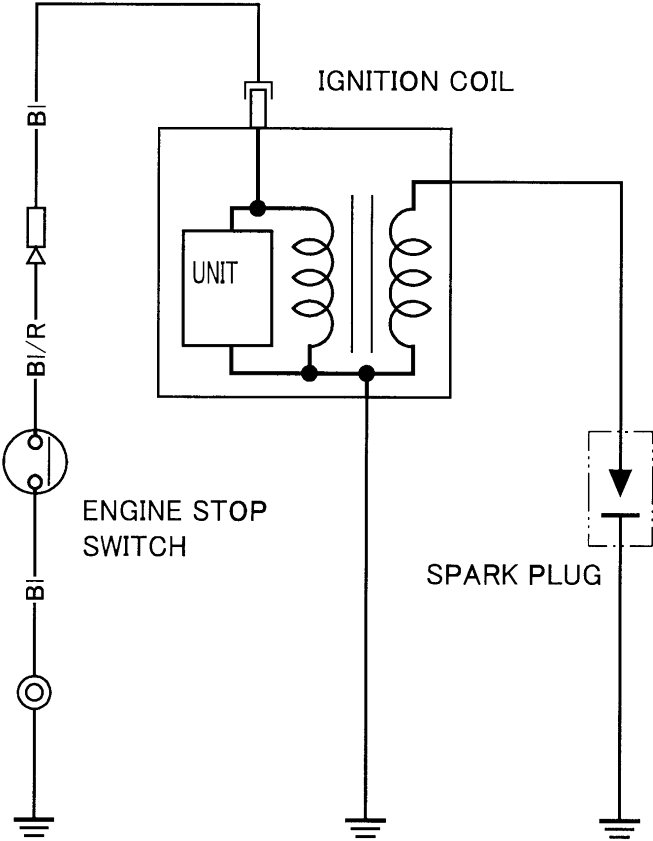 IGNITION COIL
Bl
UNIT
Bl/R
ENGINE STOP
SWITCH
SPARK PLUG
Bl